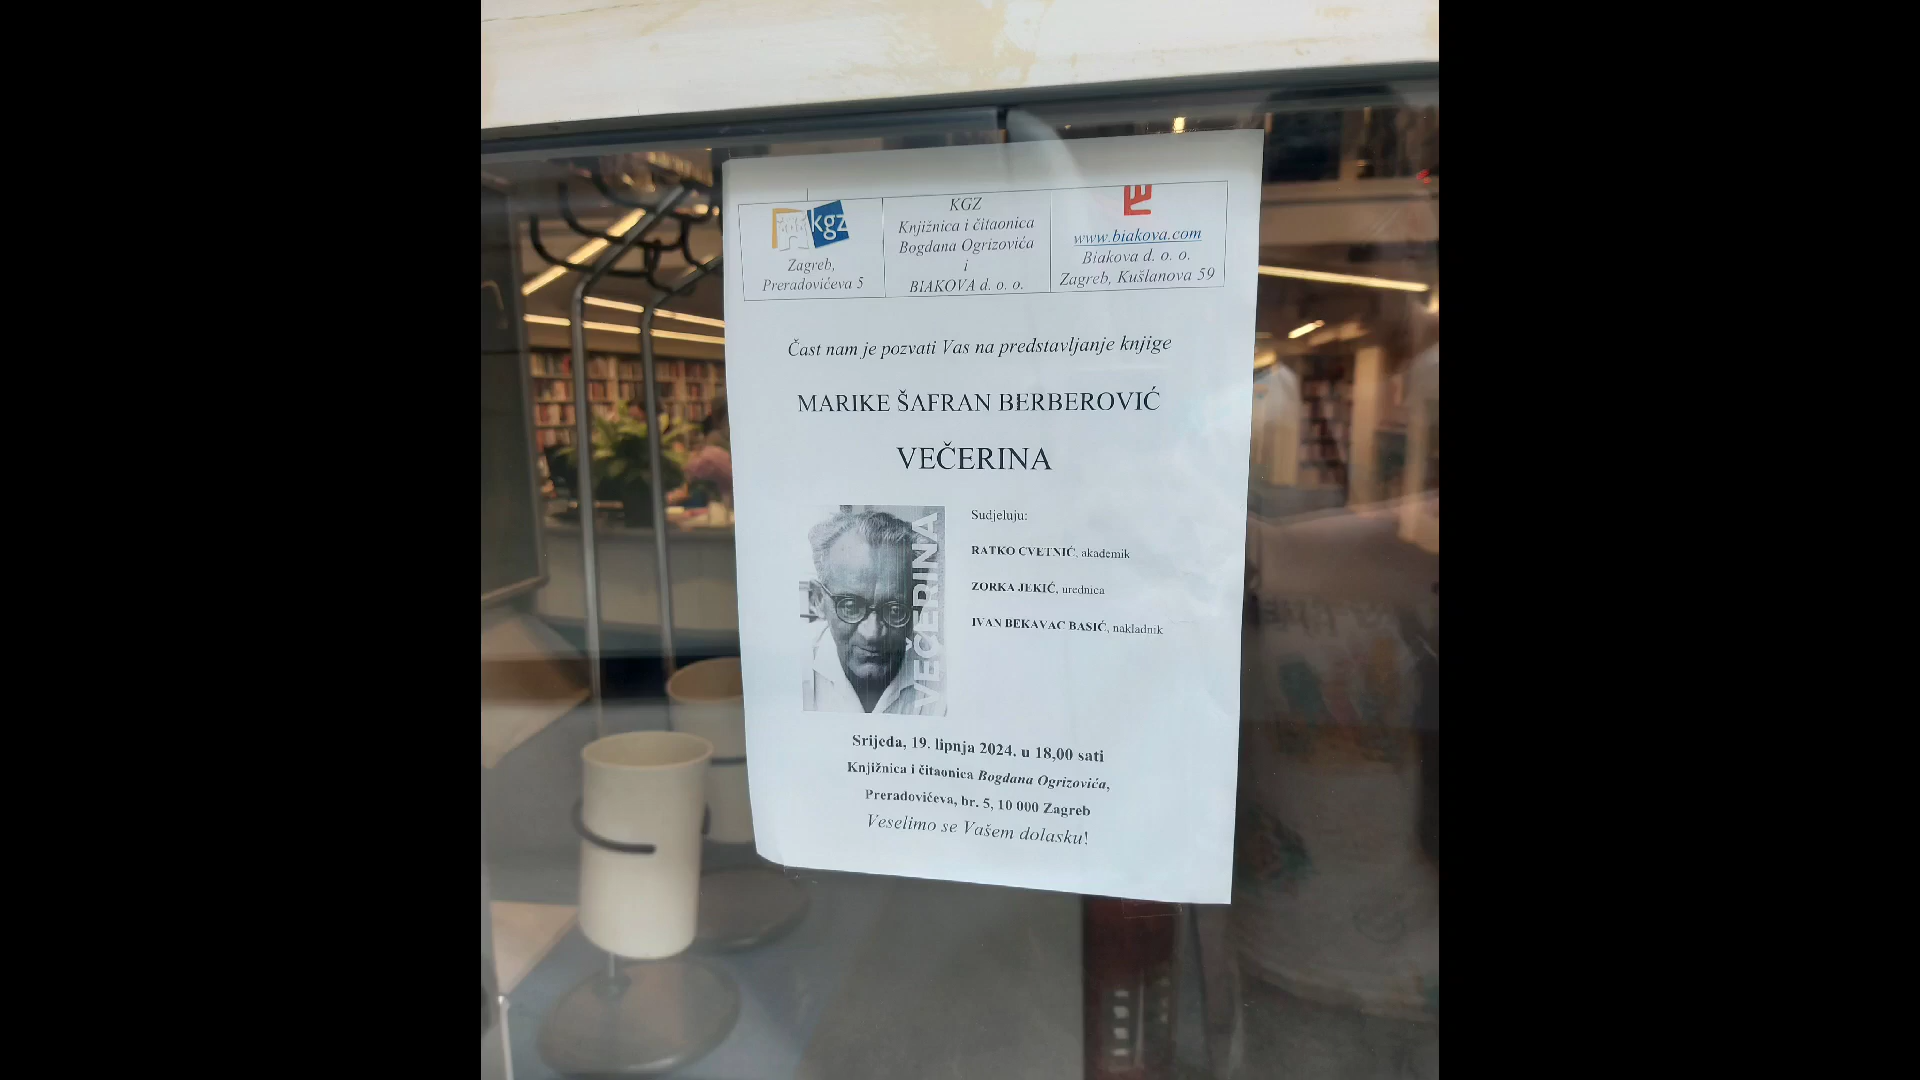 kgz
Zagreb,
Preradovićeva 5
KGZ
Knjižnica i čitaonica
Bogdana Ogrizovića
i
BIAKOVA d. o. o.
www.biakova.com
Biakova d. o. o.
Zagreb, Kušlanova 59
Čast nam je pozvati Vas na predstavljanje knjige
MARIKE ŠAFRAN BERBEROVIĆ
VEČERINA
VEČERINA
Sudjeluju:
RATKO CVETNIĆ, akademik
ZORKA JEKIĆ, urednica
IVAN BEKAVAC BASIĆ, nakladnik
Srijeda, 19. lipnja 2024. u 18,00 sati
Knjižnica i čitaonica Bogdana Ogrizovića,
Preradovićeva, br. 5, 10 000 Zagreb
Veselimo se Vašem dolasku!